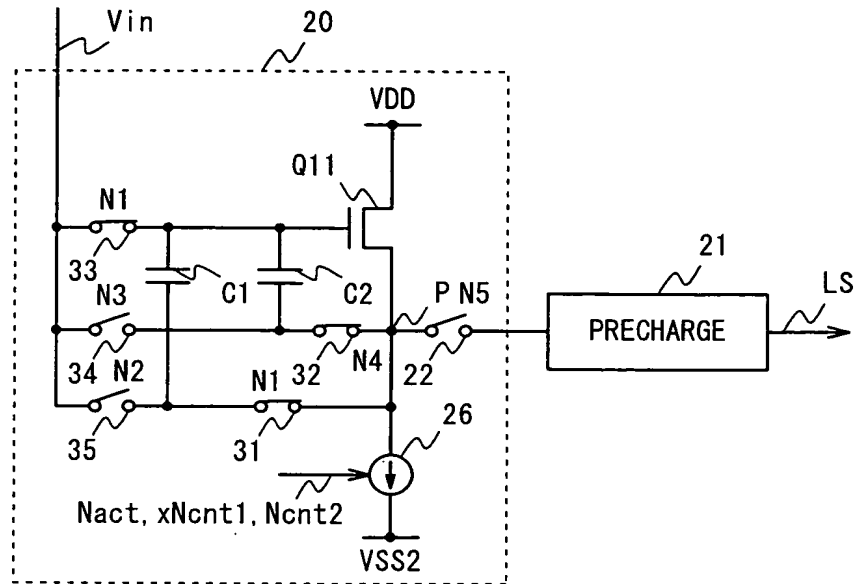 Vin
20
VDD
Q11
N1
33
C1
C2
21
N3
P N5
LS
PRECHARGE
34
32
N4
22
N2
N1
26
35
31
Nact, xNcnt1, Ncnt2
VSS2